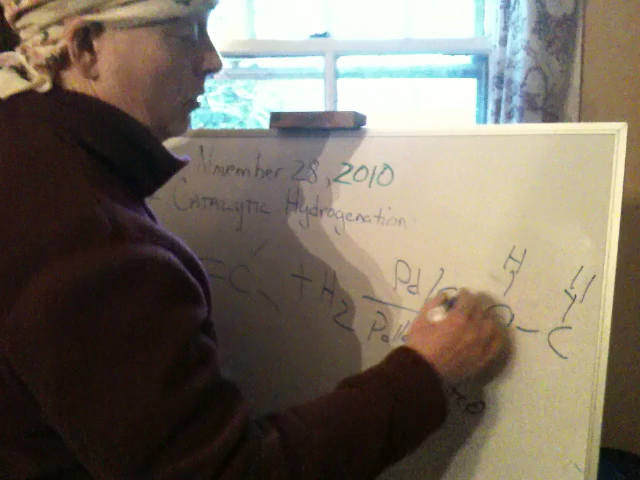 November 28, 2010
Catalytic Hydrogenation
H H
=C + H2 Pd/ C - C